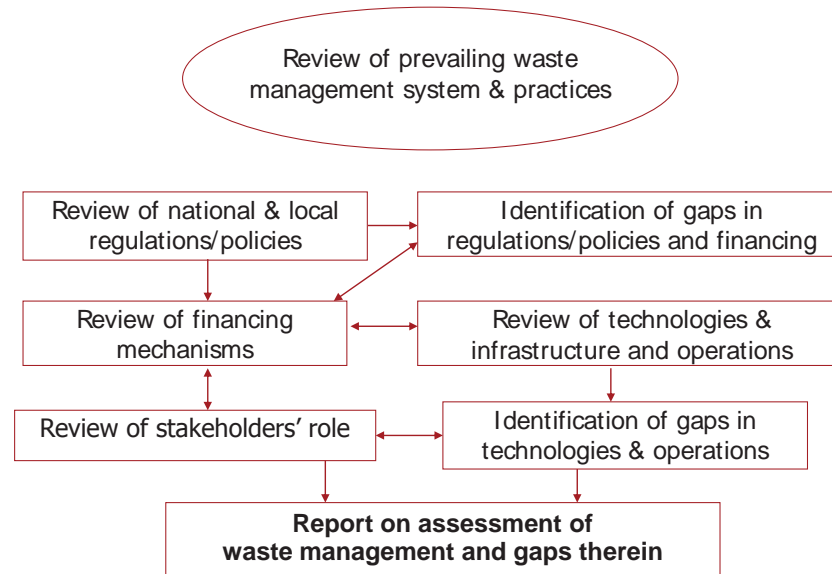 Review of prevailing waste
management system & practices
Review of national & local
regulations/policies
Identification of gaps in
regulations/policies and financing
Review of financing
mechanisms
Review of technologies &
infrastructure and operations
Review of stakeholders’ role
Identification of gaps in
technologies & operations
Report on assessment of
waste management and gaps therein